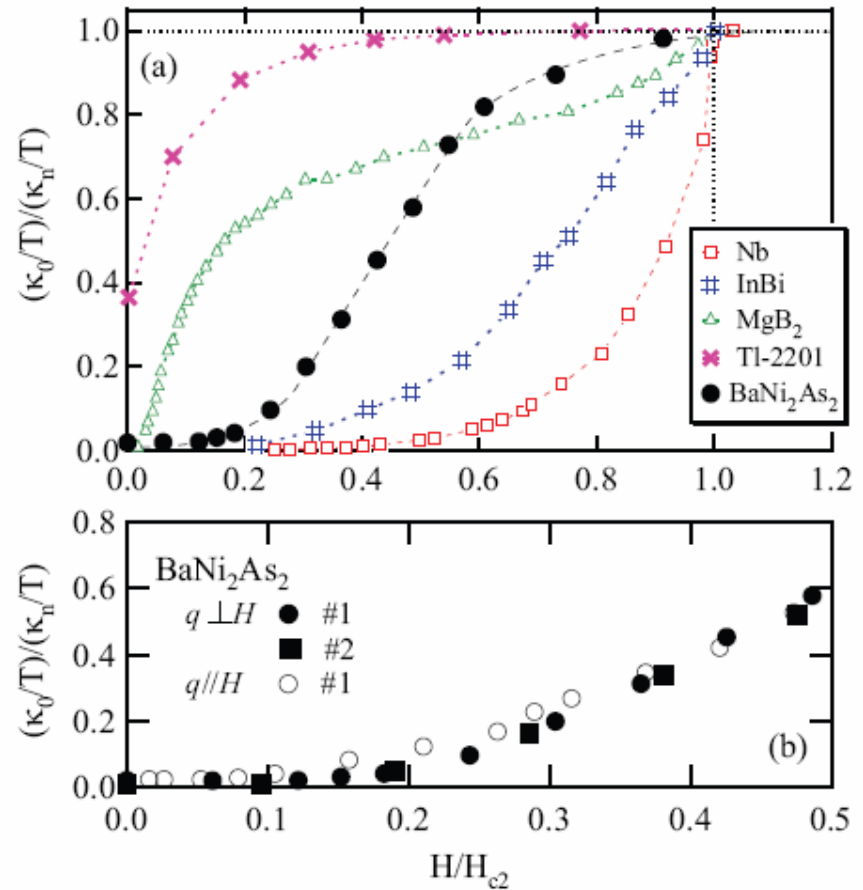 (a)
(κ₀/T)/(κₙ/T)
1.0
0.8
0.6
0.4
0.2
0.0
0.0 0.2 0.4 0.6 0.8 1.0 1.2
Nb
InBi
MgB₂
Tl-2201
BaNi₂As₂
(κ₀/T)/(κₙ/T)
0.8
0.6
0.4
0.2
0.0
BaNi₂As₂
q ⊥H #1
#2
q//H #1
(b)
0.0 0.1 0.2 0.3 0.4 0.5
H/H_c2